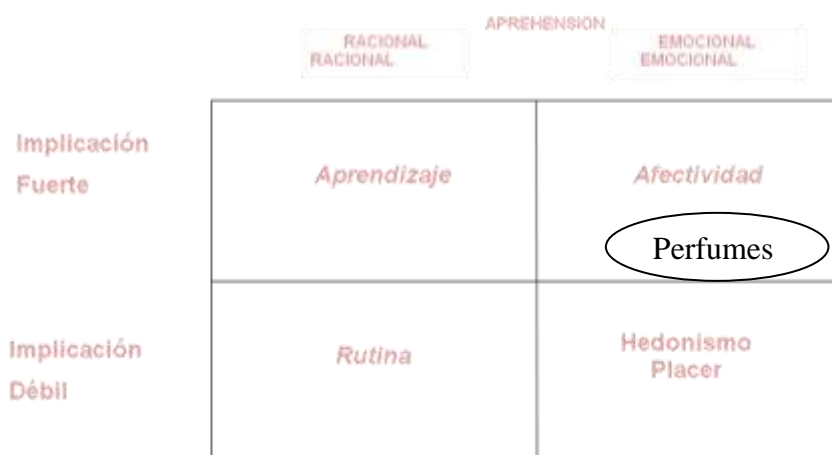 APREHENSION
RACIONAL
RACIONAL
EMOCIONAL
EMOCIONAL
Implicación
Fuerte
Aprendizaje
Afectividad
Perfumes
Implicación
Débil
Rutina
Hedonismo
Placer